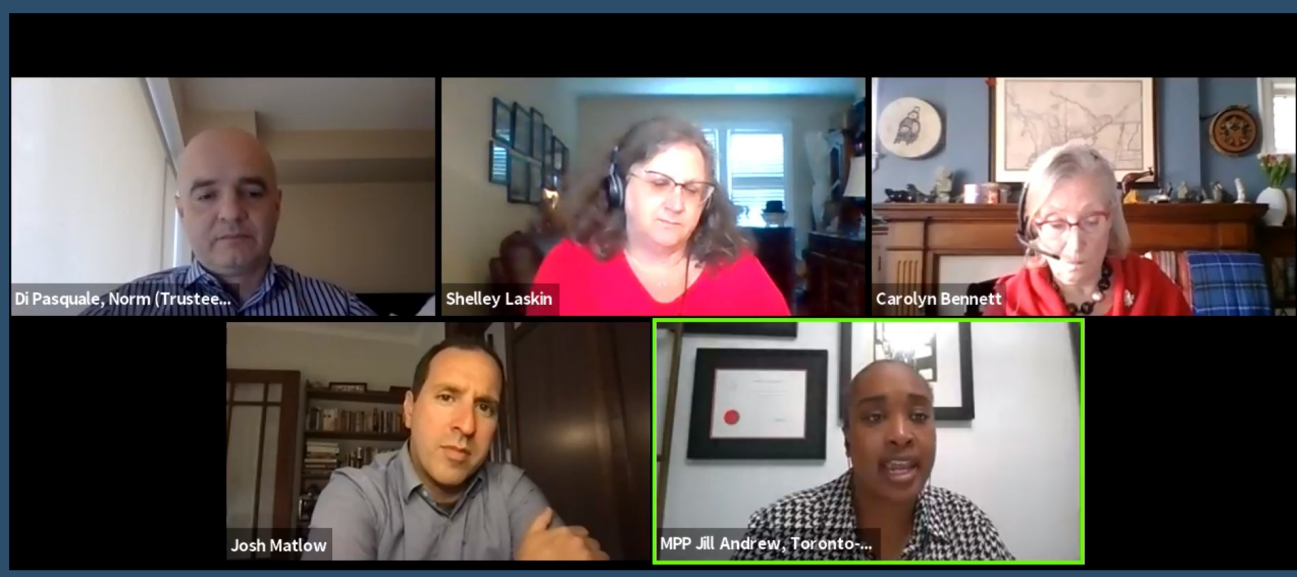 Di Pasquale, Norm (Trustee...
Shelley Laskin
Carolyn Bennett
Josh Matlow
MPP Jill Andrew, Toronto-...